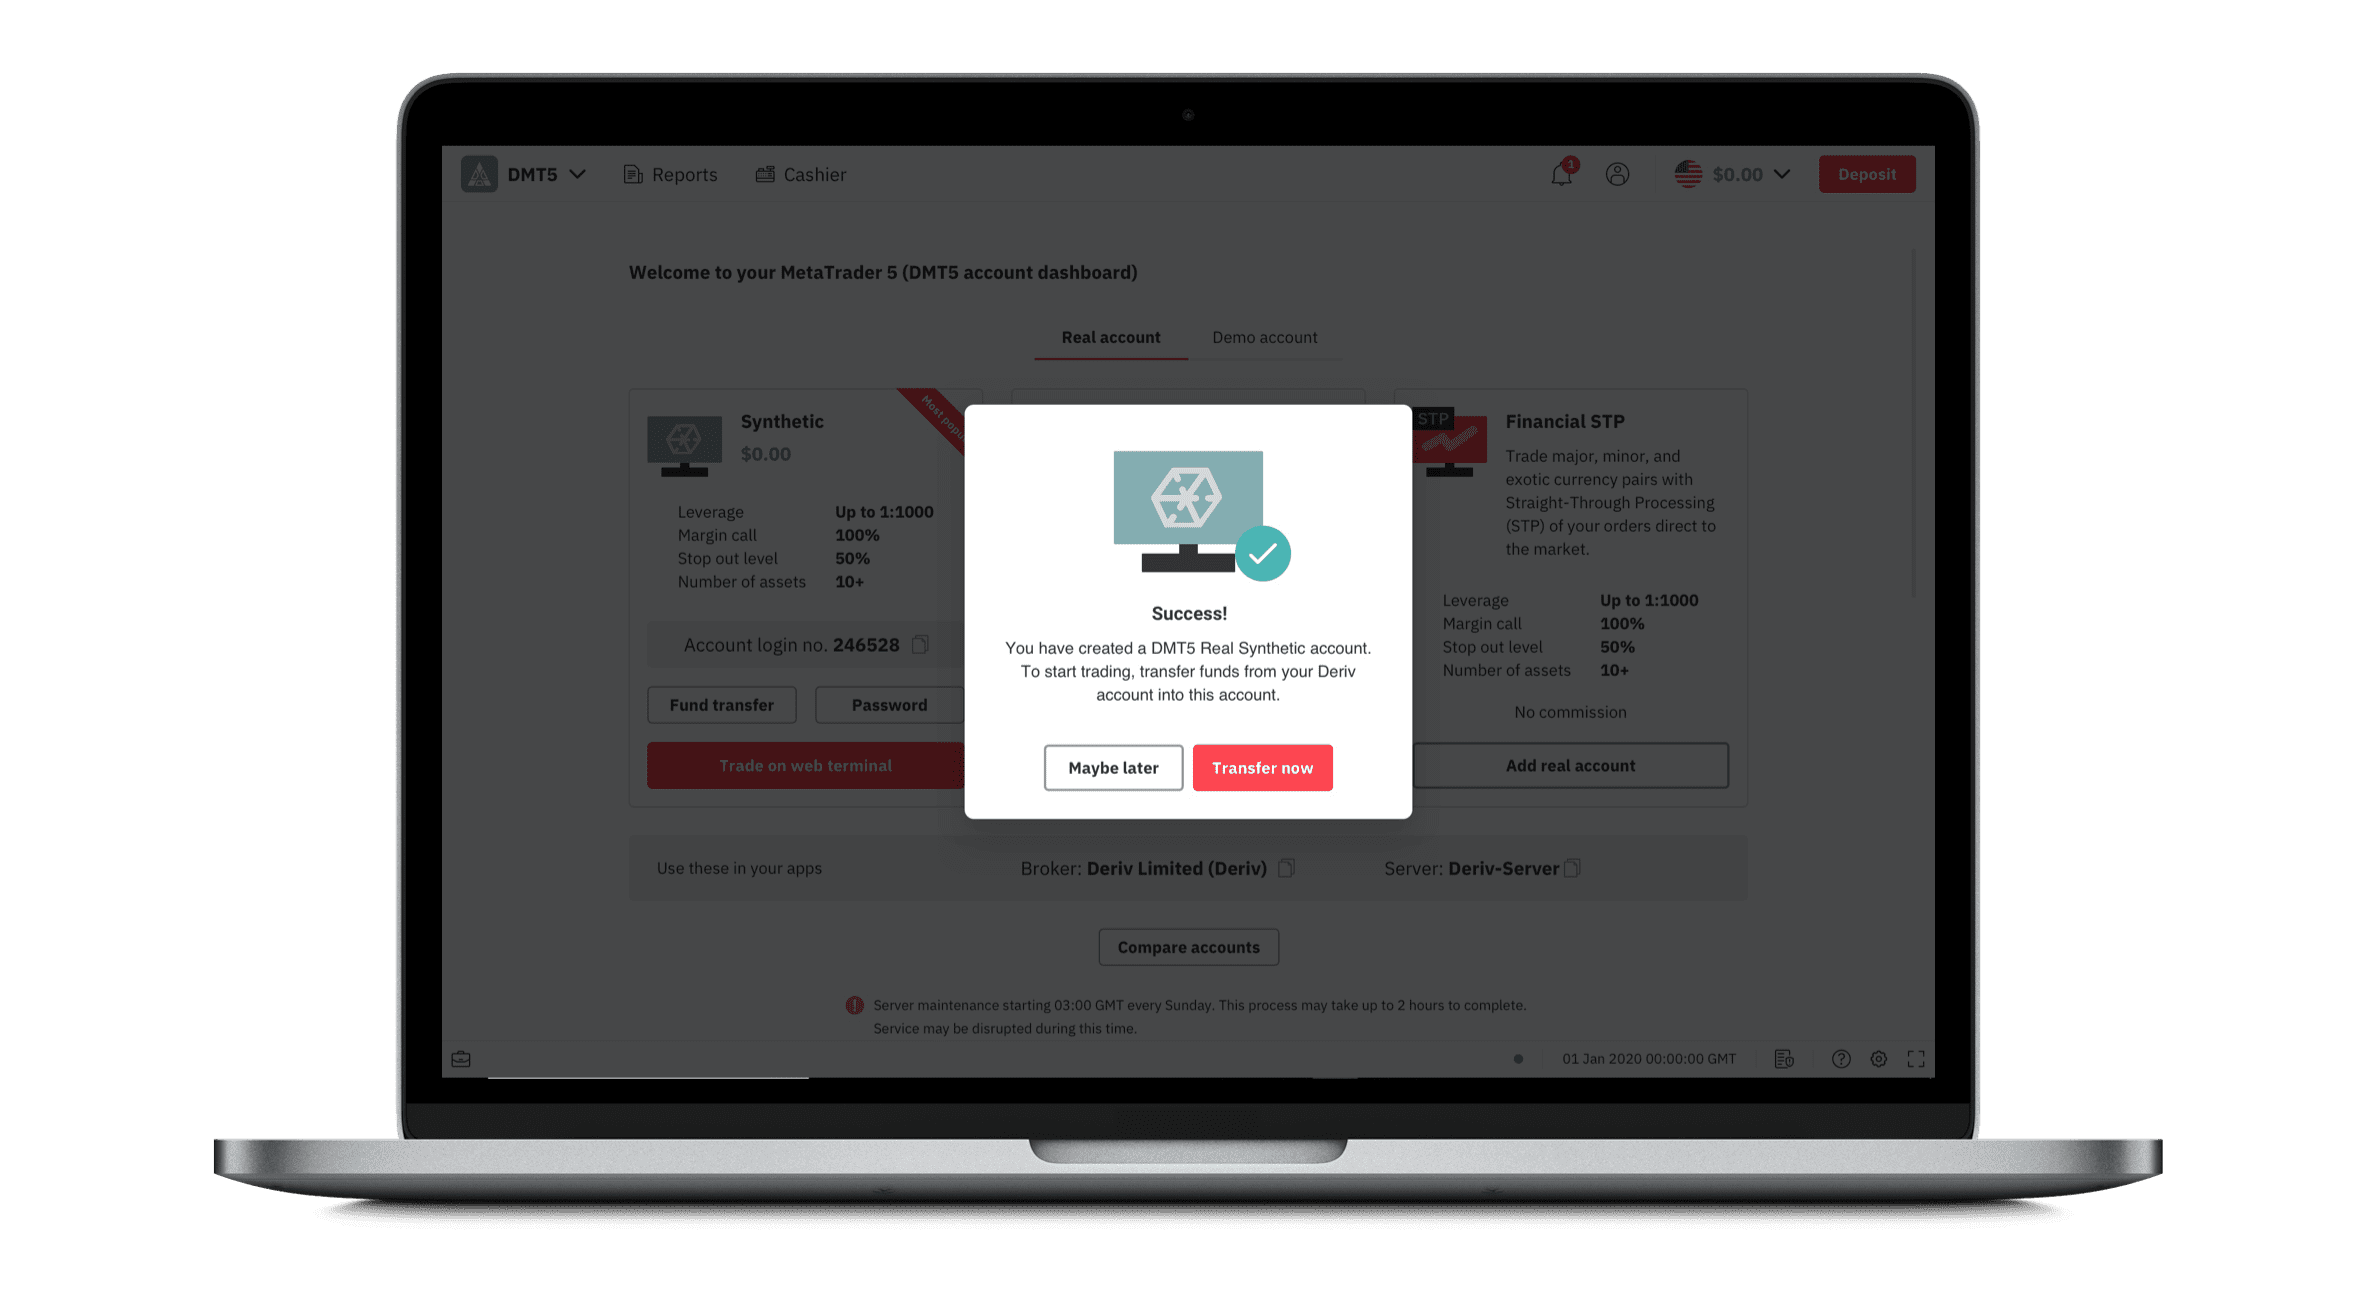 DMT5
Reports
Cashier
1
$0.00
Deposit
Welcome to your MetaTrader 5 (DMT5 account dashboard)
Real account
Demo account
Most
Synthetic
$0.00
Leverage Up to 1:1000
Margin call 100%
Stop out level 50%
Number of assets 10+
Account login no. 246528
Fund transfer
Password
Trade on web terminal
Success!
You have created a DMT5 Real Synthetic account.
To start trading, transfer funds from your Deriv
account into this account.
Maybe later
Transfer now
STP
Financial STP
Trade major, minor, and
exotic currency pairs with
Straight-Through Processing
(STP) of your orders direct to
the market.
Leverage Up to 1:1000
Margin call 100%
Stop out level 50%
Number of assets 10+
No commission
Add real account
Use these in your apps
Broker: Deriv Limited (Deriv)
Server: Deriv-Server
Compare accounts
Server maintenance starting 03:00 GMT every Sunday. This process may take up to 2 hours to complete.
Service may be disrupted during this time.
01 Jan 2020 00:00:00 GMT